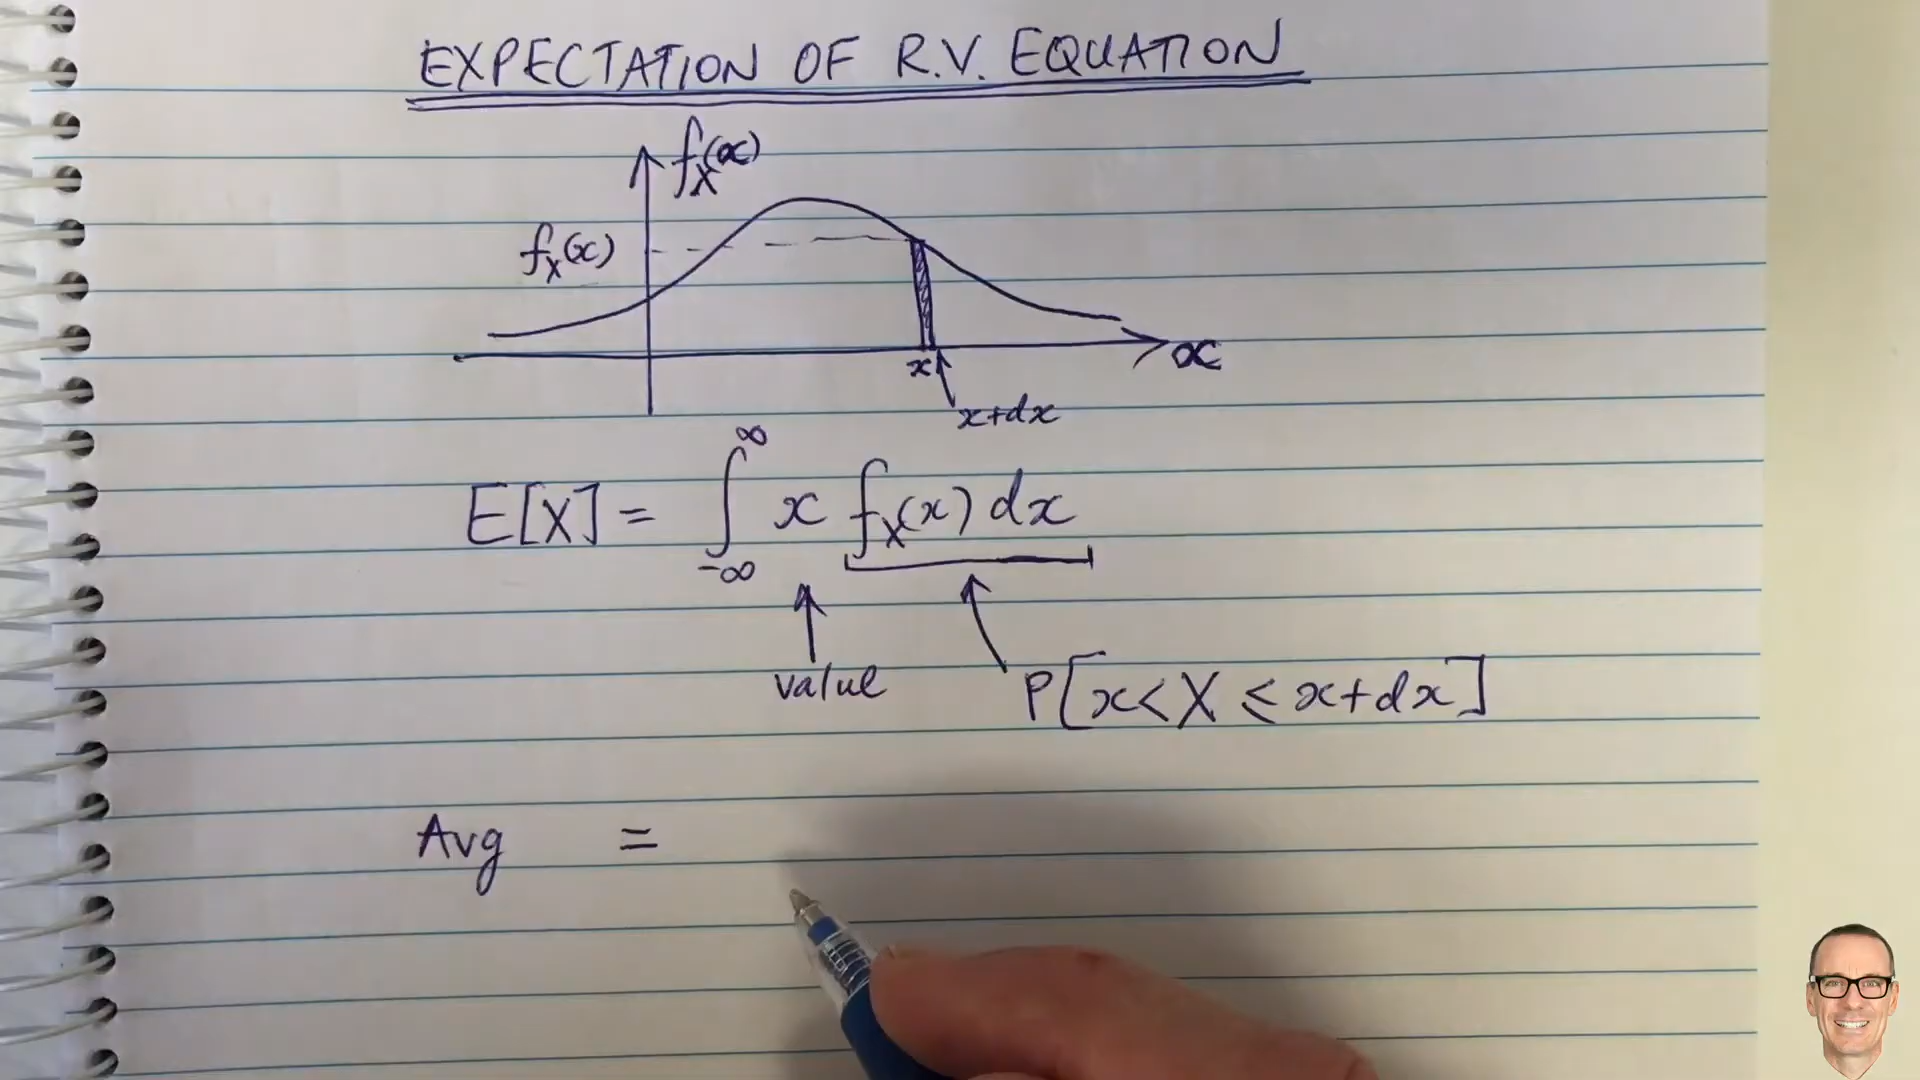 EXPECTATION OF R.V. EQUATION
f_X(x)
f_X(x)
x
x
x+dx
E[X] = ∫_{-∞}^{∞} x f_X(x) dx
value
P[x < X ≤ x+dx]
Avg =